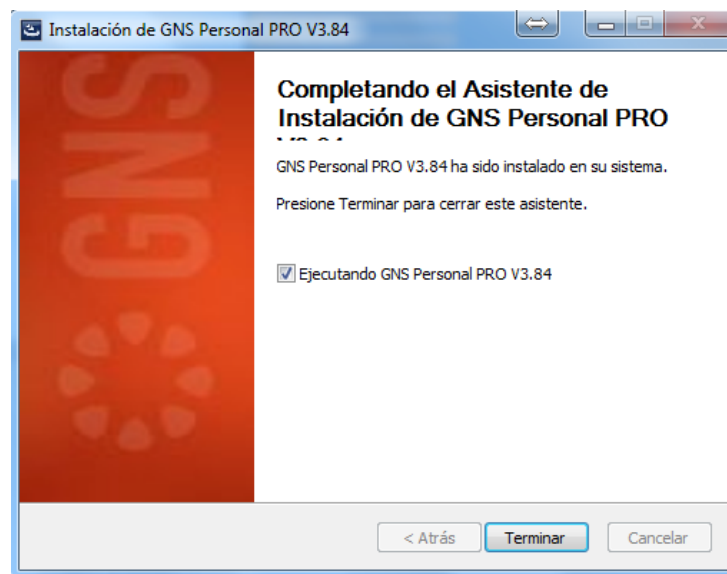 Instalación de GNS Personal PRO V3.84
GNS
Completando el Asistente de
Instalación de GNS Personal PRO
GNS Personal PRO V3.84 ha sido instalado en su sistema.
Presione Terminar para cerrar este asistente.
Ejecutando GNS Personal PRO V3.84
< Atrás
Terminar
Cancelar